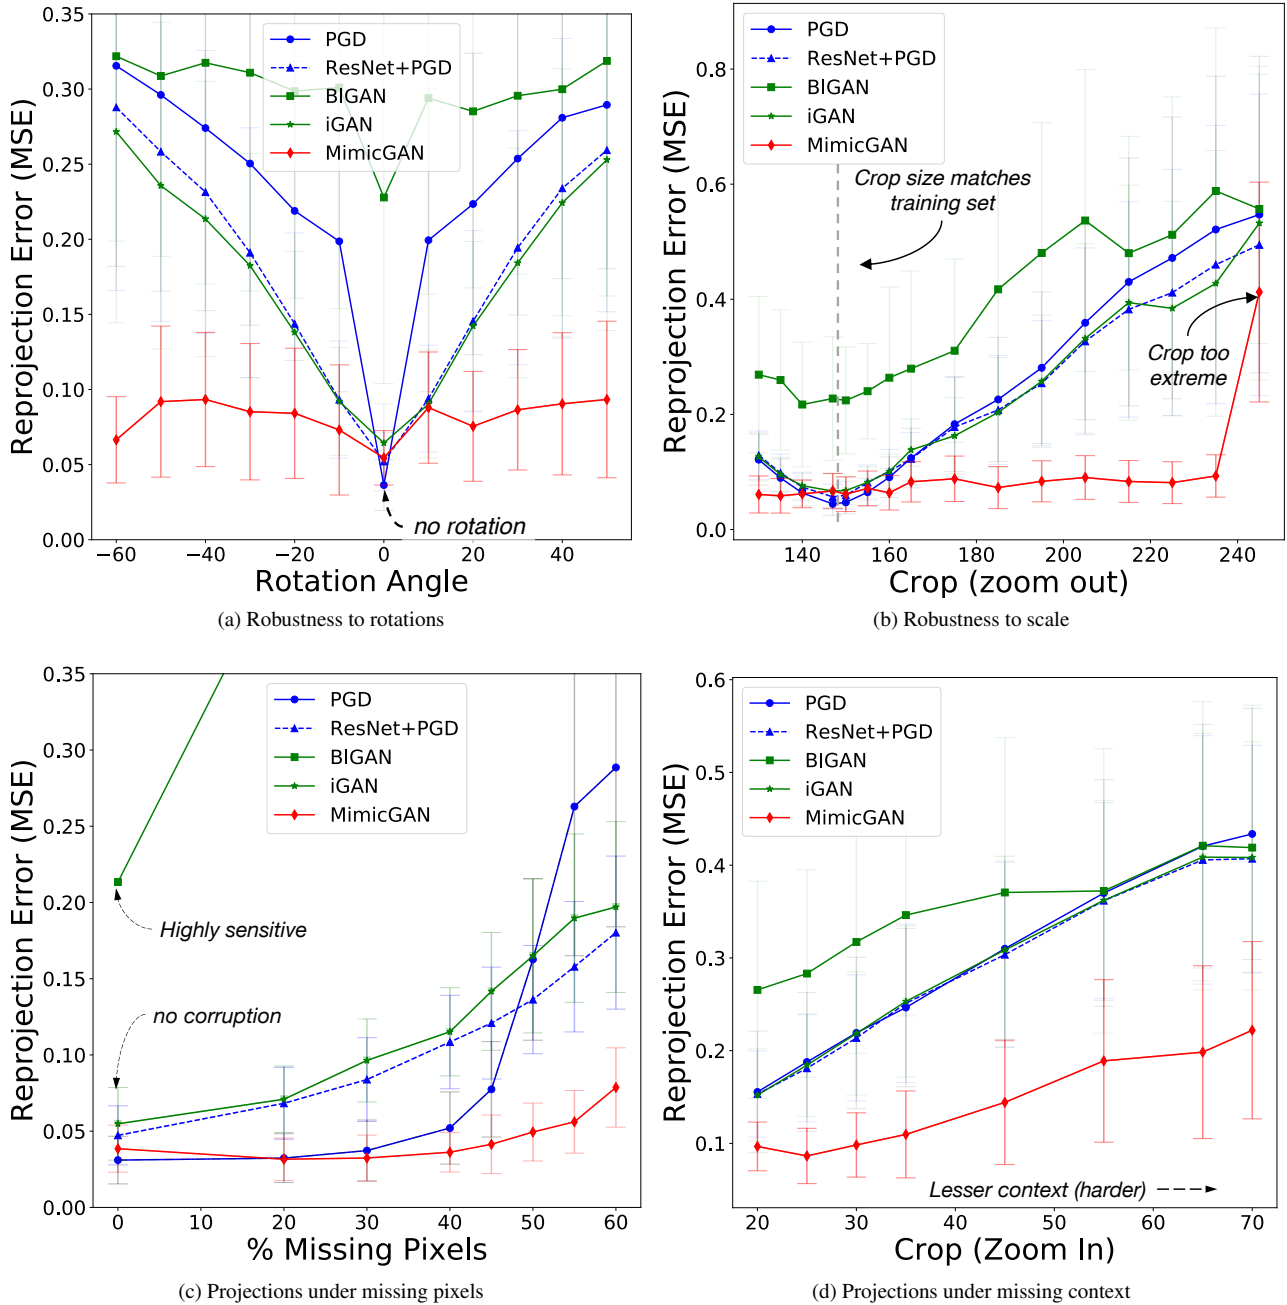 0.35
0.30
0.25
0.20
0.15
0.10
0.05
0.00
Reprojection Error (MSE)
PGD
ResNet+PGD
BIGAN
iGAN
MimicGAN
no rotation
−60 −40 −20 0 20 40
Rotation Angle
(a) Robustness to rotations
0.8
0.6
0.4
0.2
0.0
Reprojection Error (MSE)
PGD
ResNet+PGD
BIGAN
iGAN
MimicGAN
Crop size matches
training set
Crop too
extreme
140 160 180 200 220 240
Crop (zoom out)
(b) Robustness to scale
0.35
0.30
0.25
0.20
0.15
0.10
0.05
0.00
Reprojection Error (MSE)
PGD
ResNet+PGD
BIGAN
iGAN
MimicGAN
Highly sensitive
no corruption
0 10 20 30 40 50 60
% Missing Pixels
(c) Projections under missing pixels
0.6
0.5
0.4
0.3
0.2
0.1
Reprojection Error (MSE)
PGD
ResNet+PGD
BIGAN
iGAN
MimicGAN
Lesser context (harder)
20 30 40 50 60 70
Crop (Zoom In)
(d) Projections under missing context